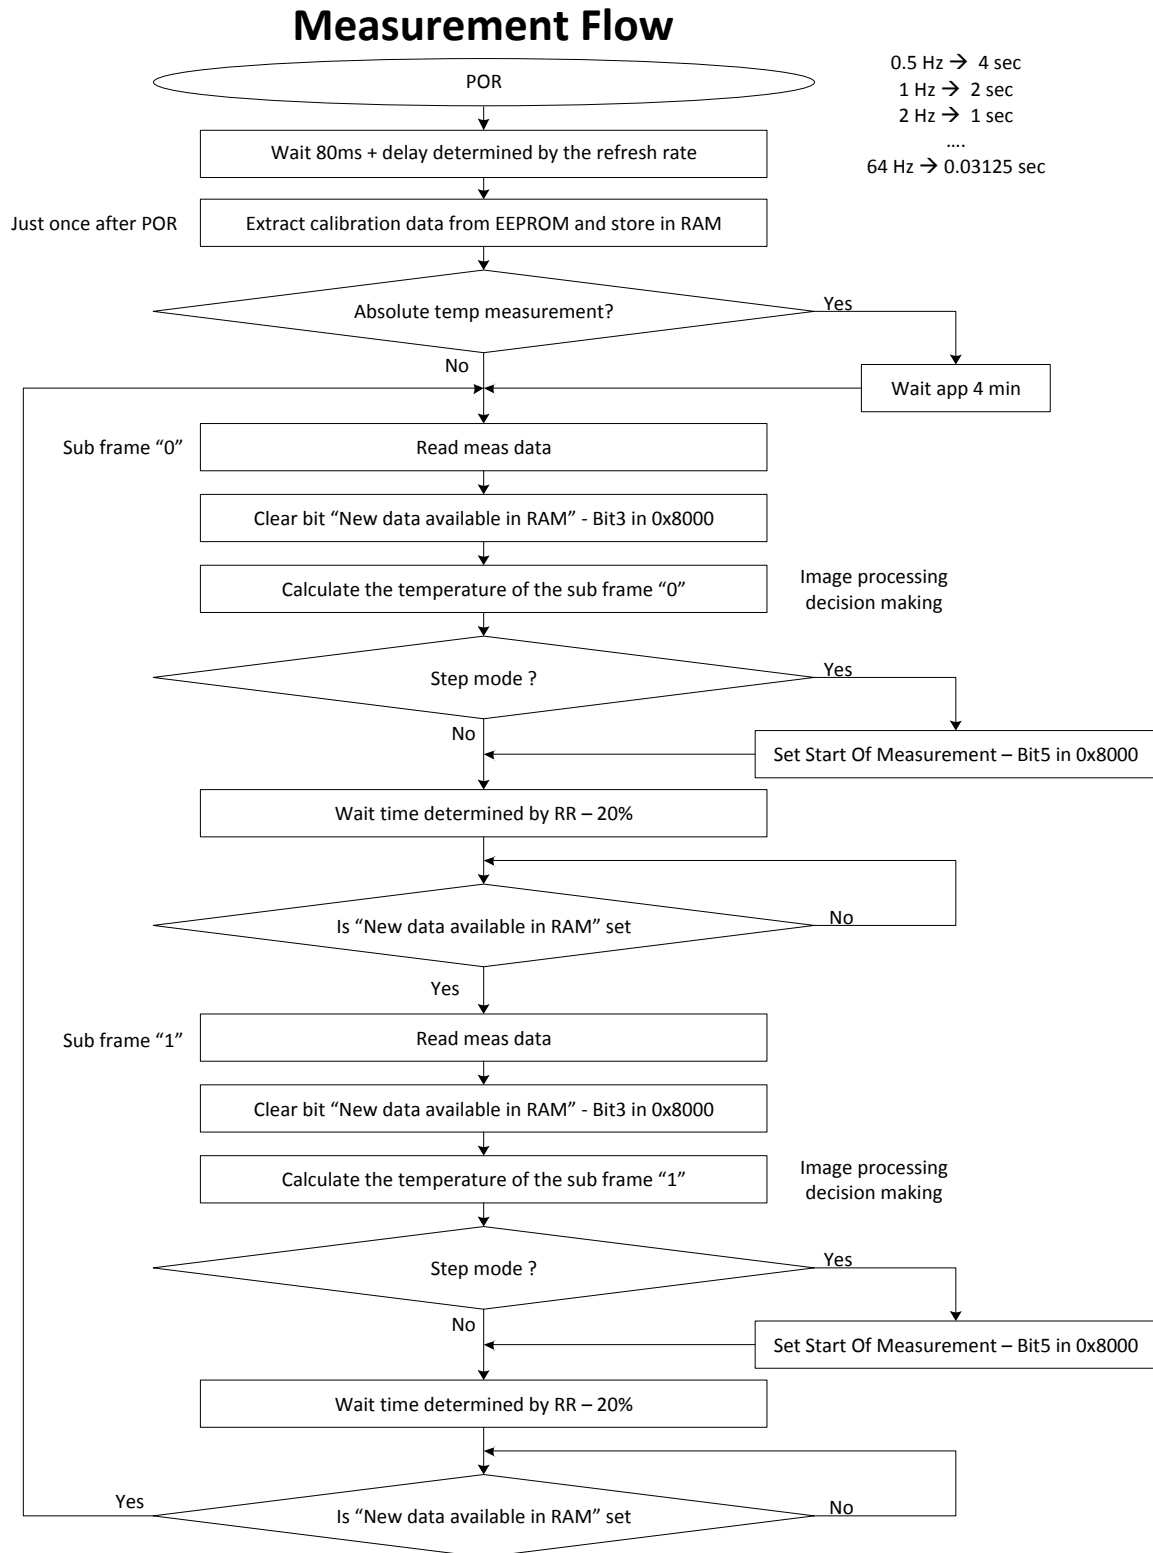 Measurement Flow
0.5 Hz → 4 sec
1 Hz → 2 sec
2 Hz → 1 sec
....
64 Hz → 0.03125 sec
POR
Wait 80ms + delay determined by the refresh rate
Just once after POR
Extract calibration data from EEPROM and store in RAM
Absolute temp measurement?
Yes
No
Wait app 4 min
Sub frame “0”
Read meas data
Clear bit “New data available in RAM” - Bit3 in 0x8000
Calculate the temperature of the sub frame “0”
Image processing
decision making
Step mode ?
Yes
No
Set Start Of Measurement – Bit5 in 0x8000
Wait time determined by RR – 20%
Is “New data available in RAM” set
No
Yes
Sub frame “1”
Read meas data
Clear bit “New data available in RAM” - Bit3 in 0x8000
Calculate the temperature of the sub frame “1”
Image processing
decision making
Step mode ?
Yes
No
Set Start Of Measurement – Bit5 in 0x8000
Wait time determined by RR – 20%
Yes
Is “New data available in RAM” set
No